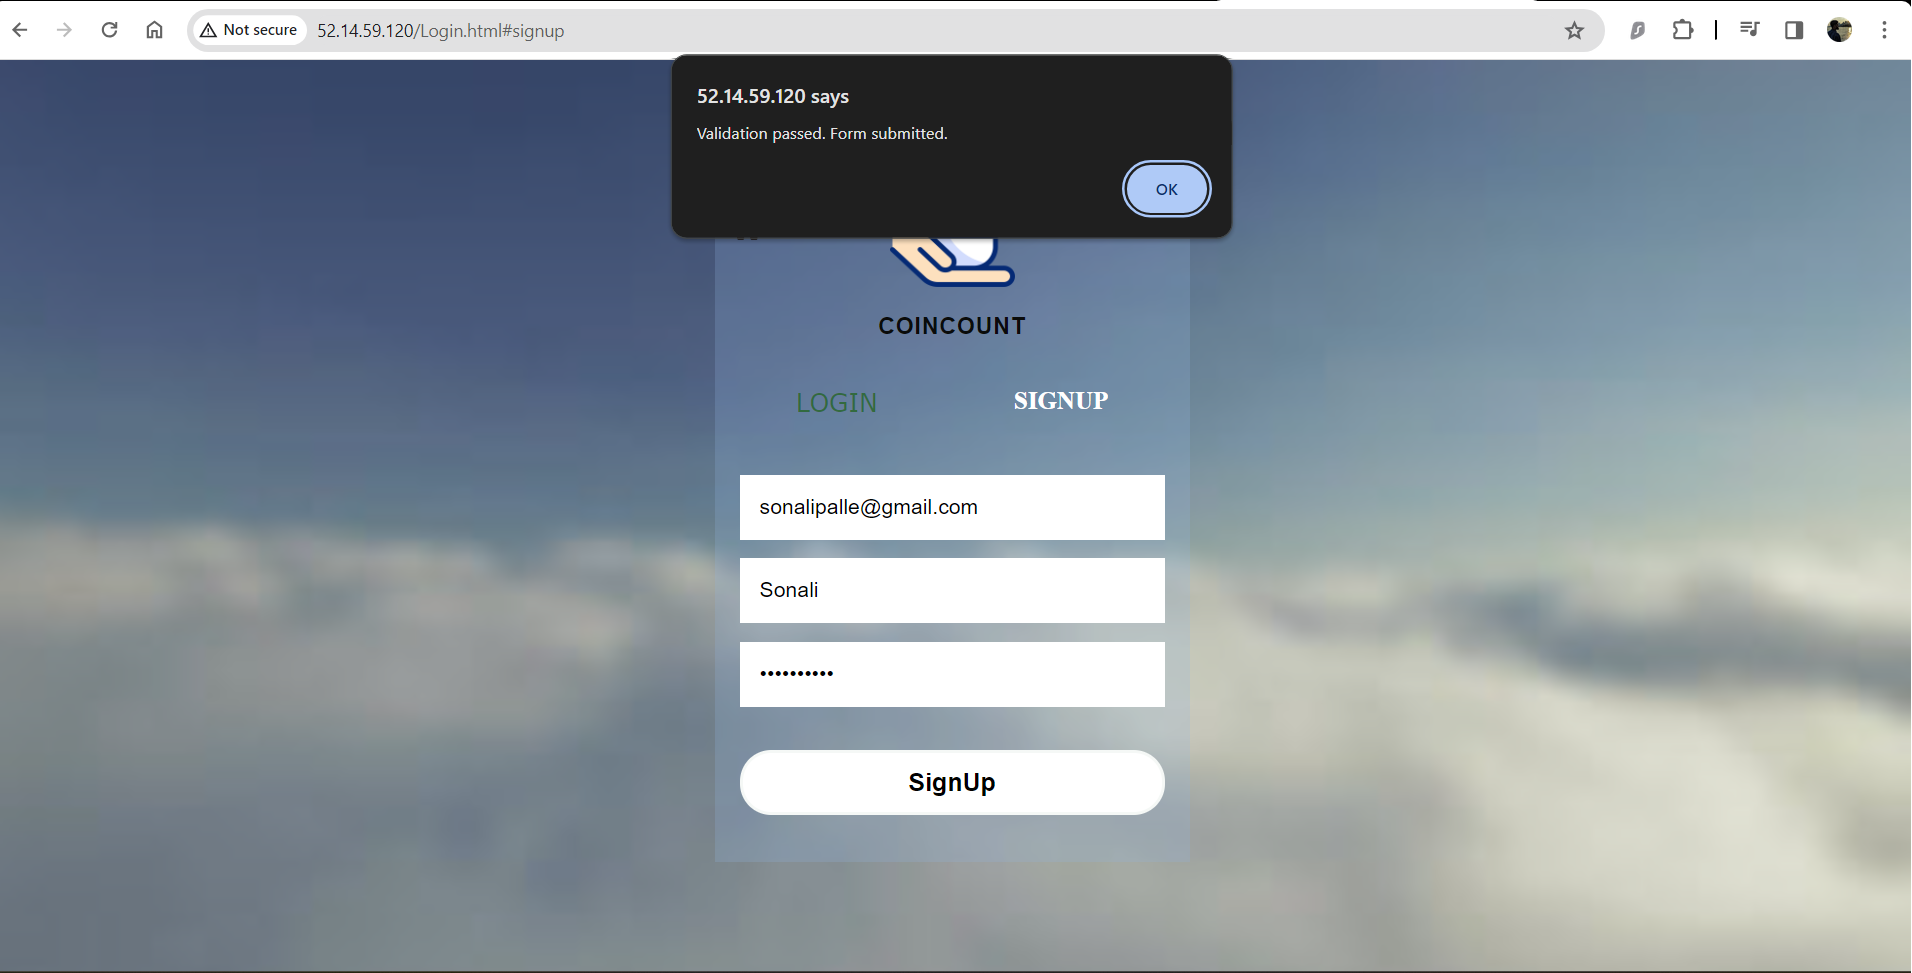 Not secure
52.14.59.120/Login.html#signup
52.14.59.120 says
Validation passed. Form submitted.
OK
COINCOUNT
LOGIN
SIGNUP
sonalipalle@gmail.com
Sonali
••••••••••
SignUp